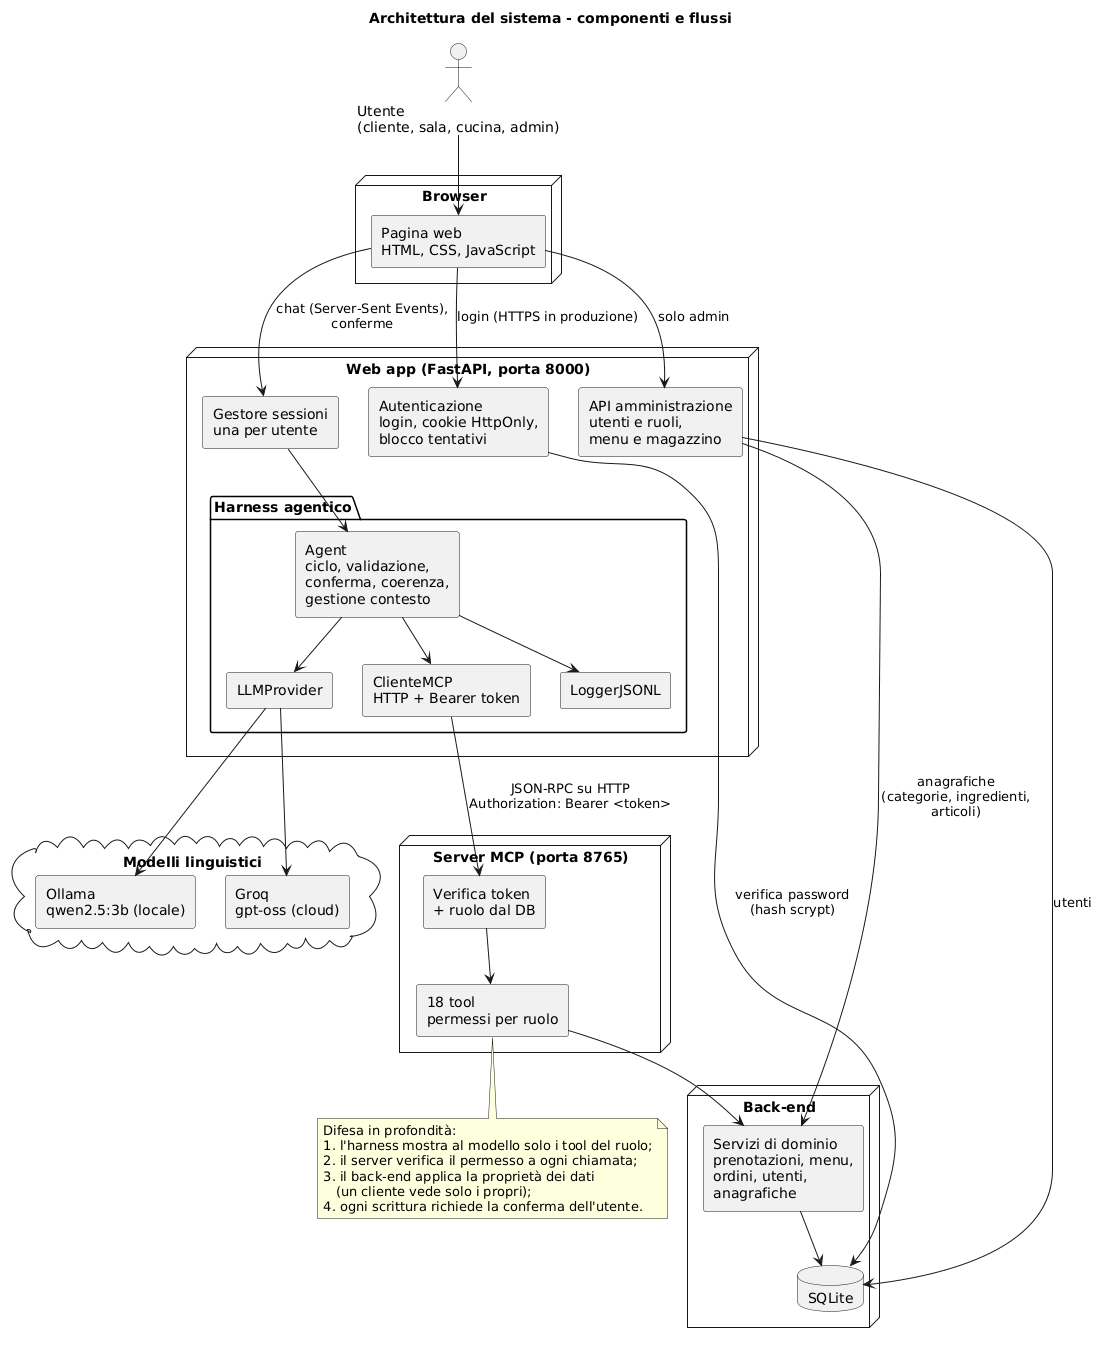 Architettura del sistema - componenti e flussi
Utente
(cliente, sala, cucina, admin)
Browser
Pagina web
HTML, CSS, JavaScript
chat (Server-Sent Events),
conferme
login (HTTPS in produzione)
solo admin
Web app (FastAPI, porta 8000)
Gestore sessioni
una per utente
Autenticazione
login, cookie HttpOnly,
blocco tentativi
API amministrazione
utenti e ruoli,
menu e magazzino
Harness agentico
Agent
ciclo, validazione,
conferma, coerenza,
gestione contesto
LLMProvider
ClienteMCP
HTTP + Bearer token
LoggerJSONL
JSON-RPC su HTTP
Authorization: Bearer <token>
anagrafiche
(categorie, ingredienti,
articoli)
Modelli linguistici
Ollama
qwen2.5:3b (locale)
Groq
gpt-oss (cloud)
Server MCP (porta 8765)
Verifica token
+ ruolo dal DB
verifica password
(hash scrypt)
utenti
18 tool
permessi per ruolo
Difesa in profondità:
1. l'harness mostra al modello solo i tool del ruolo;
2. il server verifica il permesso a ogni chiamata;
3. il back-end applica la proprietà dei dati
(un cliente vede solo i propri);
4. ogni scrittura richiede la conferma dell'utente.
Back-end
Servizi di dominio
prenotazioni, menu,
ordini, utenti,
anagrafiche
SQLite